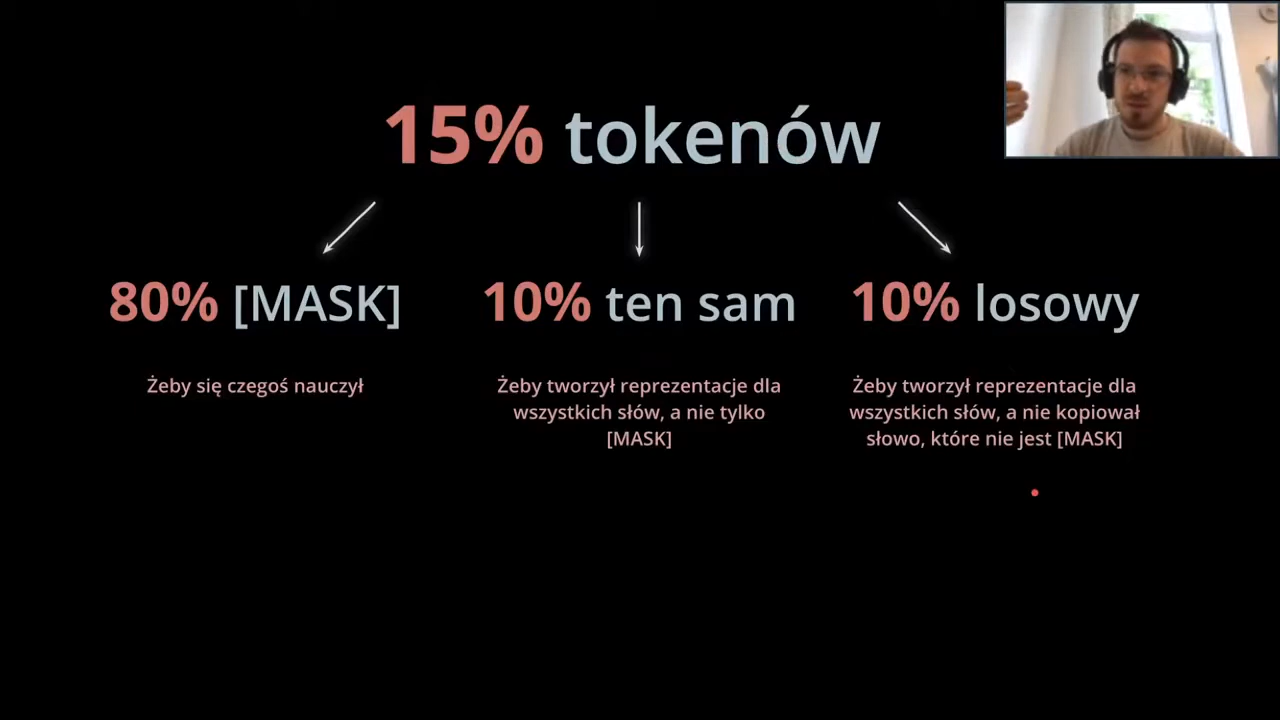 15% tokenów
80% [MASK]
10% ten sam
10% losowy
Żeby się czegoś nauczył
Żeby tworzył reprezentacje dla
wszystkich słów, a nie tylko
[MASK]
Żeby tworzył reprezentacje dla
wszystkich słów, a nie kopiował
słowo, które nie jest [MASK]